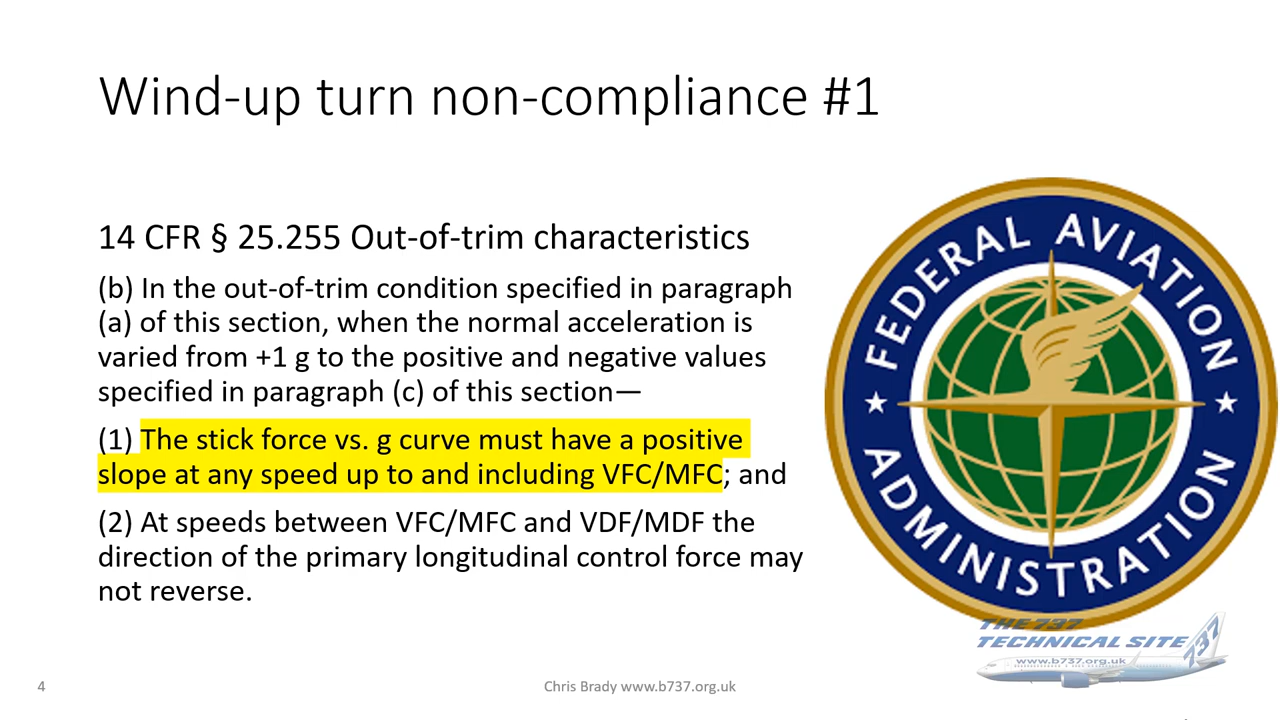 Wind-up turn non-compliance #1
14 CFR § 25.255 Out-of-trim characteristics
(b) In the out-of-trim condition specified in paragraph
(a) of this section, when the normal acceleration is
varied from +1 g to the positive and negative values
specified in paragraph (c) of this section—
(1) The stick force vs. g curve must have a positive
slope at any speed up to and including VFC/MFC; and
(2) At speeds between VFC/MFC and VDF/MDF the
direction of the primary longitudinal control force may
not reverse.
FEDERAL AVIATION
ADMINISTRATION
THE 737
TECHNICAL SITE
737
www.b737.org.uk
4
Chris Brady www.b737.org.uk